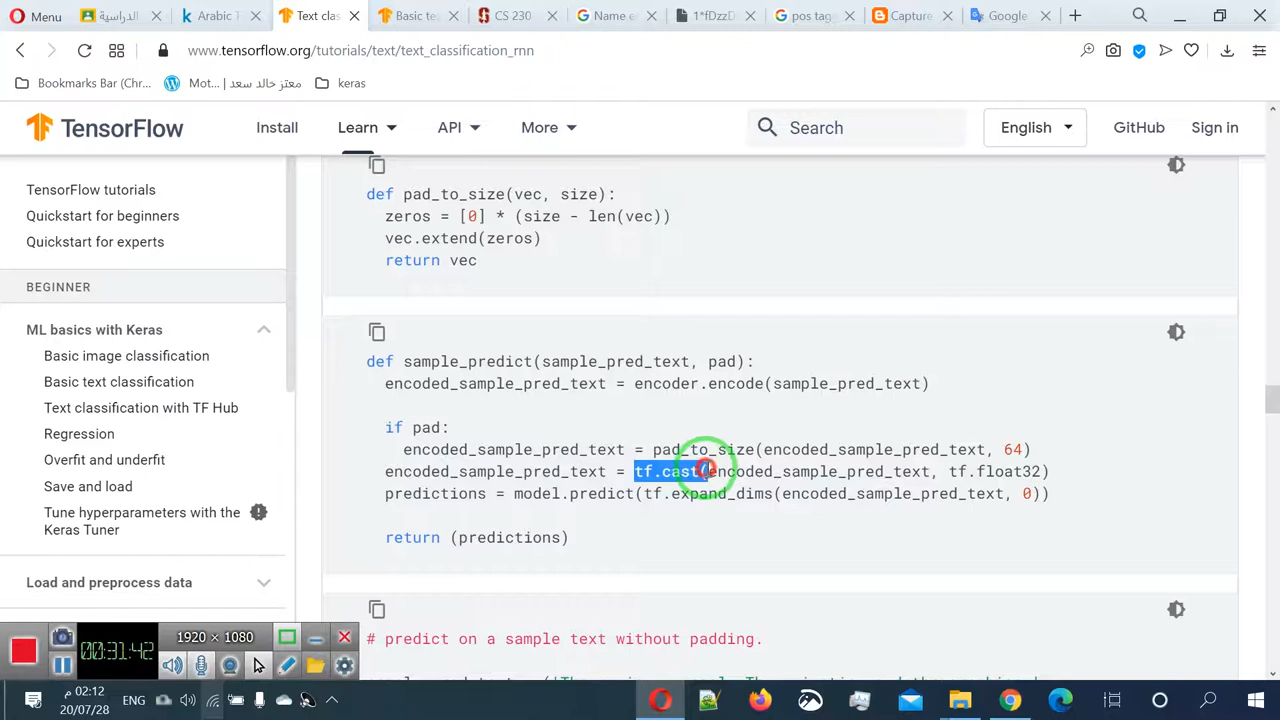 Menu
الدراسية
Arabic T
Text clas
Basic te
CS 230
Name e
1*fDzzD
pos tag
Capture
Google
www.tensorflow.org/tutorials/text/text_classification_rnn
Bookmarks Bar (Chr...
Mot... | معتز خالد سعد
keras
TensorFlow
Install
Learn
API
More
Search
English
GitHub
Sign in
TensorFlow tutorials
Quickstart for beginners
Quickstart for experts
BEGINNER
ML basics with Keras
Basic image classification
Basic text classification
Text classification with TF Hub
Regression
Overfit and underfit
Save and load
Tune hyperparameters with the
Keras Tuner
Load and preprocess data
def pad_to_size(vec, size):
zeros = [0] * (size - len(vec))
vec.extend(zeros)
return vec
def sample_predict(sample_pred_text, pad):
encoded_sample_pred_text = encoder.encode(sample_pred_text)
if pad:
encoded_sample_pred_text = pad_to_size(encoded_sample_pred_text, 64)
encoded_sample_pred_text = tf.cast(encoded_sample_pred_text, tf.float32)
predictions = model.predict(tf.expand_dims(encoded_sample_pred_text, 0))
return (predictions)
# predict on a sample text without padding.
1920 × 1080
00:31:42
ENG
02:12 م
20/07/28